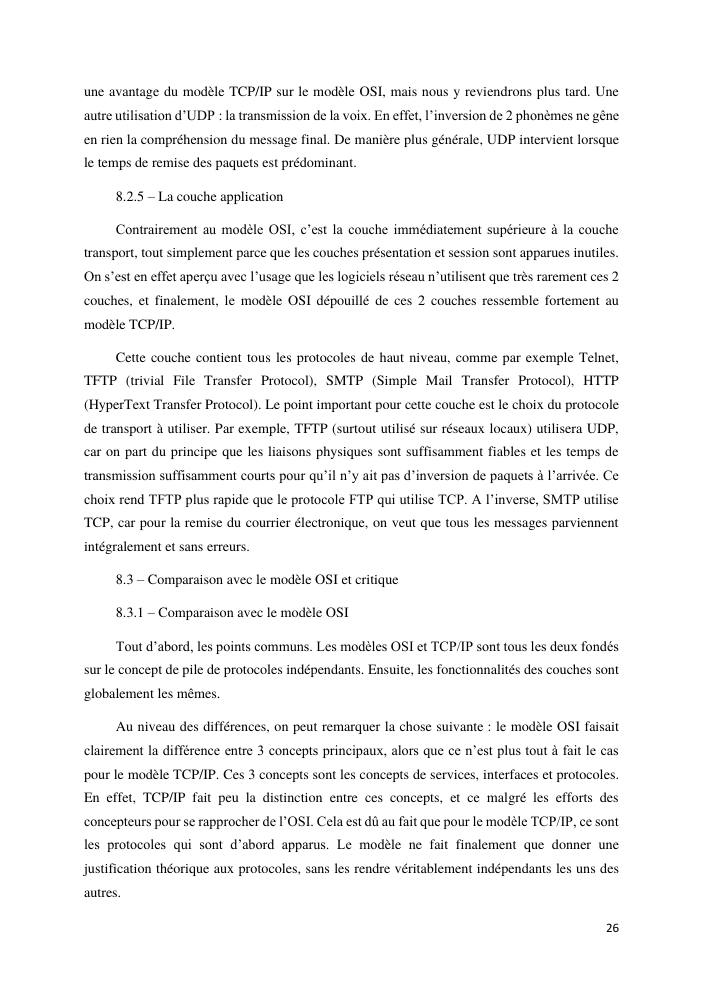 une avantage du modèle TCP/IP sur le modèle OSI, mais nous y reviendrons plus tard. Une
autre utilisation d’UDP : la transmission de la voix. En effet, l’inversion de 2 phonèmes ne gêne
en rien la compréhension du message final. De manière plus générale, UDP intervient lorsque
le temps de remise des paquets est prédominant.
8.2.5 – La couche application
Contrairement au modèle OSI, c’est la couche immédiatement supérieure à la couche
transport, tout simplement parce que les couches présentation et session sont apparues inutiles.
On s’est en effet aperçu avec l’usage que les logiciels réseau n’utilisent que très rarement ces 2
couches, et finalement, le modèle OSI dépouillé de ces 2 couches ressemble fortement au
modèle TCP/IP.
Cette couche contient tous les protocoles de haut niveau, comme par exemple Telnet,
TFTP (trivial File Transfer Protocol), SMTP (Simple Mail Transfer Protocol), HTTP
(HyperText Transfer Protocol). Le point important pour cette couche est le choix du protocole
de transport à utiliser. Par exemple, TFTP (surtout utilisé sur réseaux locaux) utilisera UDP,
car on part du principe que les liaisons physiques sont suffisamment fiables et les temps de
transmission suffisamment courts pour qu’il n’y ait pas d’inversion de paquets à l’arrivée. Ce
choix rend TFTP plus rapide que le protocole FTP qui utilise TCP. A l’inverse, SMTP utilise
TCP, car pour la remise du courrier électronique, on veut que tous les messages parviennent
intégralement et sans erreurs.
8.3 – Comparaison avec le modèle OSI et critique
8.3.1 – Comparaison avec le modèle OSI
Tout d’abord, les points communs. Les modèles OSI et TCP/IP sont tous les deux fondés
sur le concept de pile de protocoles indépendants. Ensuite, les fonctionnalités des couches sont
globalement les mêmes.
Au niveau des différences, on peut remarquer la chose suivante : le modèle OSI faisait
clairement la différence entre 3 concepts principaux, alors que ce n’est plus tout à fait le cas
pour le modèle TCP/IP. Ces 3 concepts sont les concepts de services, interfaces et protocoles.
En effet, TCP/IP fait peu la distinction entre ces concepts, et ce malgré les efforts des
concepteurs pour se rapprocher de l’OSI. Cela est dû au fait que pour le modèle TCP/IP, ce sont
les protocoles qui sont d’abord apparus. Le modèle ne fait finalement que donner une
justification théorique aux protocoles, sans les rendre véritablement indépendants les uns des
autres.
26